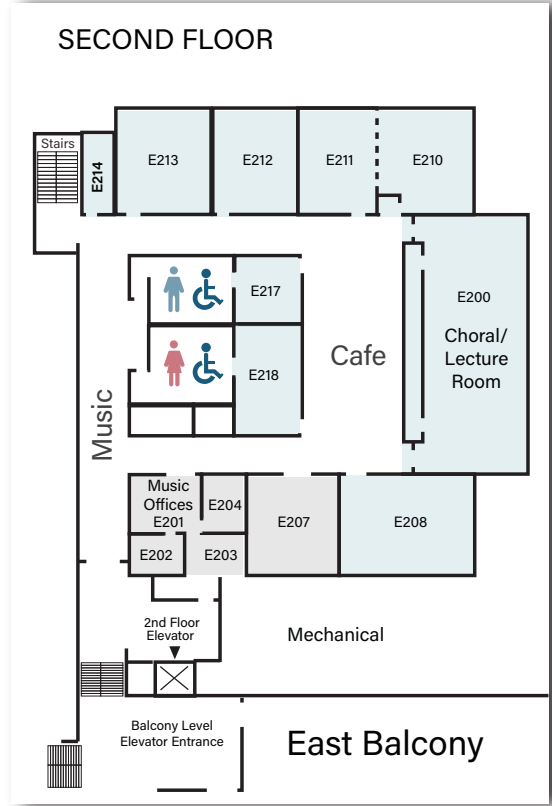 SECOND FLOOR
Stairs
E214
E213
E212
E211
E210
E217
E200
Choral/
Lecture
Room
Cafe
E218
Music
Music
Offices
E201
E204
E207
E208
E202
E203
2nd Floor
Elevator
Mechanical
Balcony Level
Elevator Entrance
East Balcony